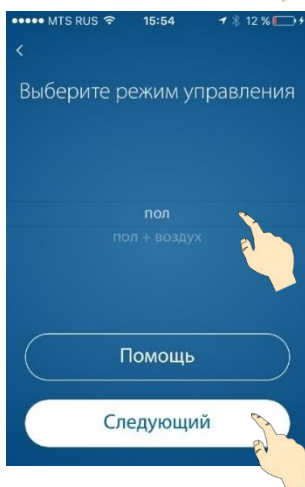 MTS RUS 15:54 12 %
Выберите режим управления
пол
пол + воздух
Помощь
Следующий